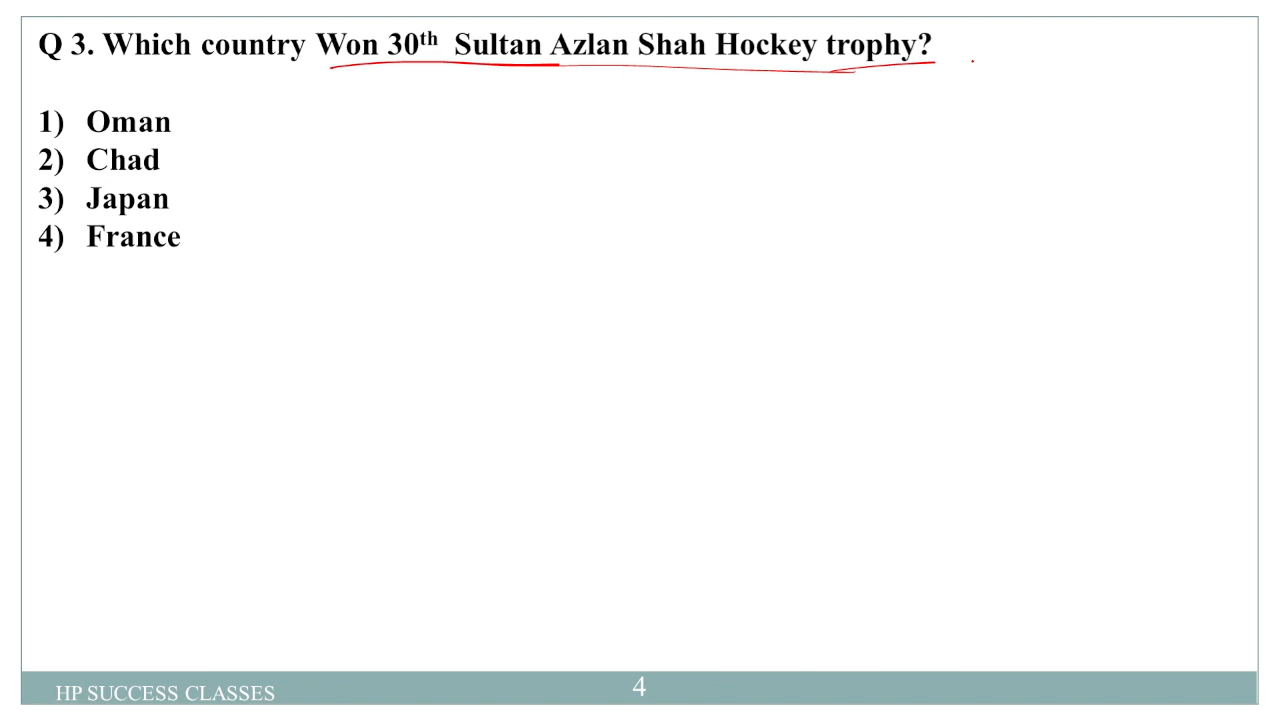 Q 3. Which country Won 30th Sultan Azlan Shah Hockey trophy?
1) Oman
2) Chad
3) Japan
4) France
HP SUCCESS CLASSES
4